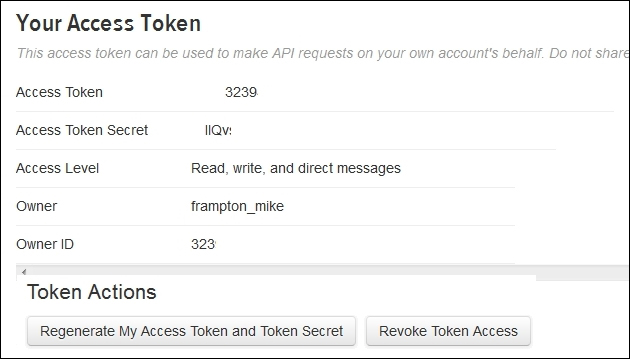 Your Access Token
This access token can be used to make API requests on your own account's behalf. Do not share
Access Token 3239
Access Token Secret
Access Level Read, write, and direct messages
Owner frampton_mike
Owner ID 323
Token Actions
Regenerate My Access Token and Token Secret Revoke Token Access